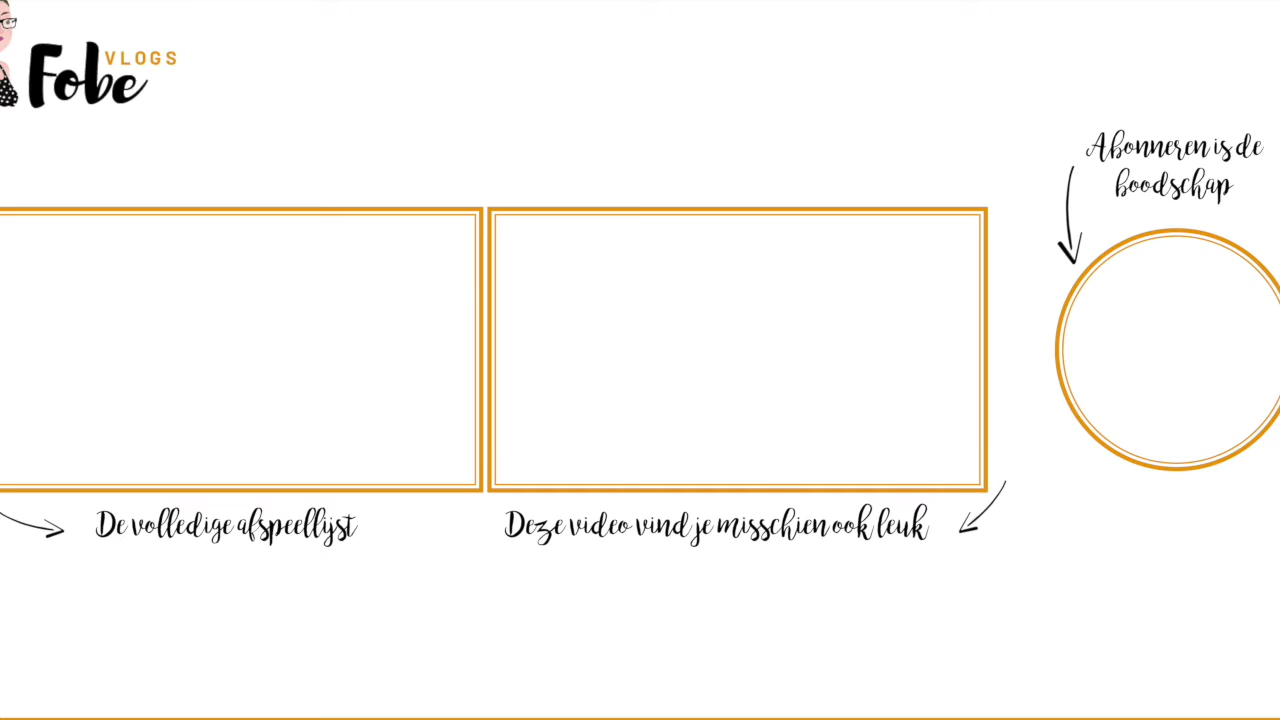 VLOGS
Fobe
Abonneren is de
boodschap
De volledige afspeellijst
Deze video vind je misschien ook leuk